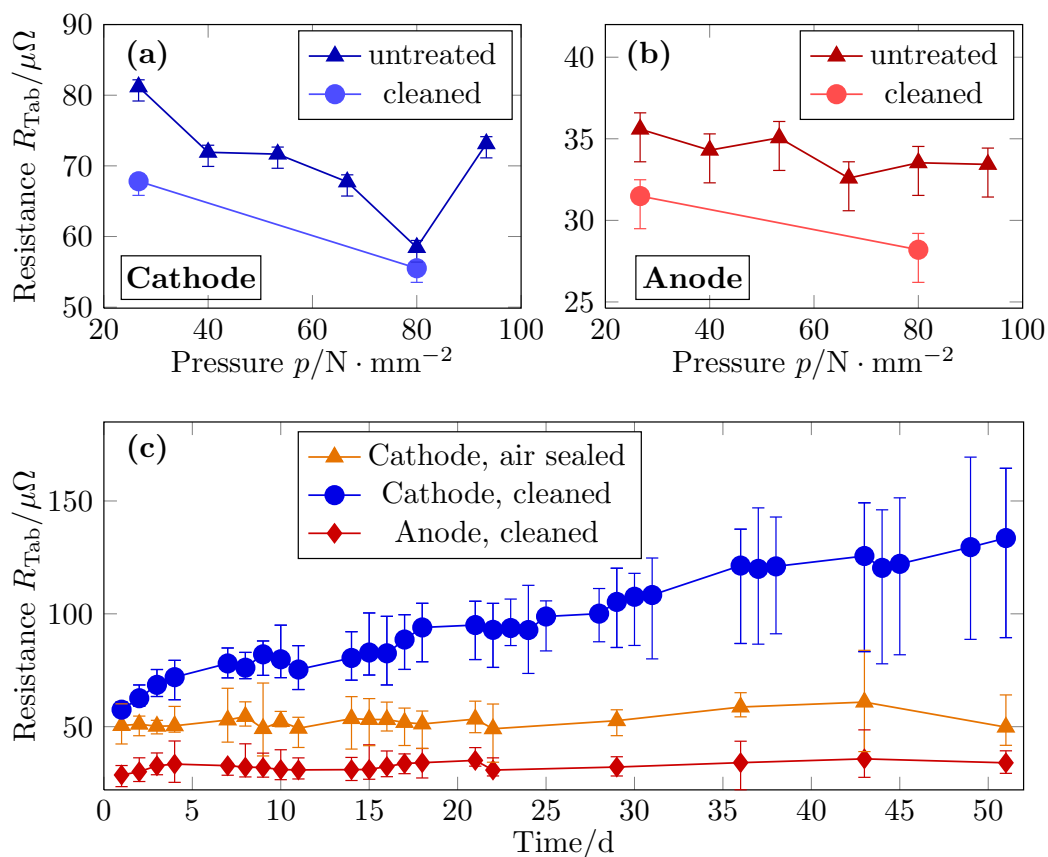 (a)
untreated
cleaned
Cathode
90
80
70
60
50
20 40 60 80 100
Resistance R_Tab/μΩ
Pressure p/N · mm⁻²
(b)
untreated
cleaned
Anode
40
35
30
25
20 40 60 80 100
Pressure p/N · mm⁻²
(c)
Cathode, air sealed
Cathode, cleaned
Anode, cleaned
150
100
50
0 5 10 15 20 25 30 35 40 45 50
Resistance R_Tab/μΩ
Time/d